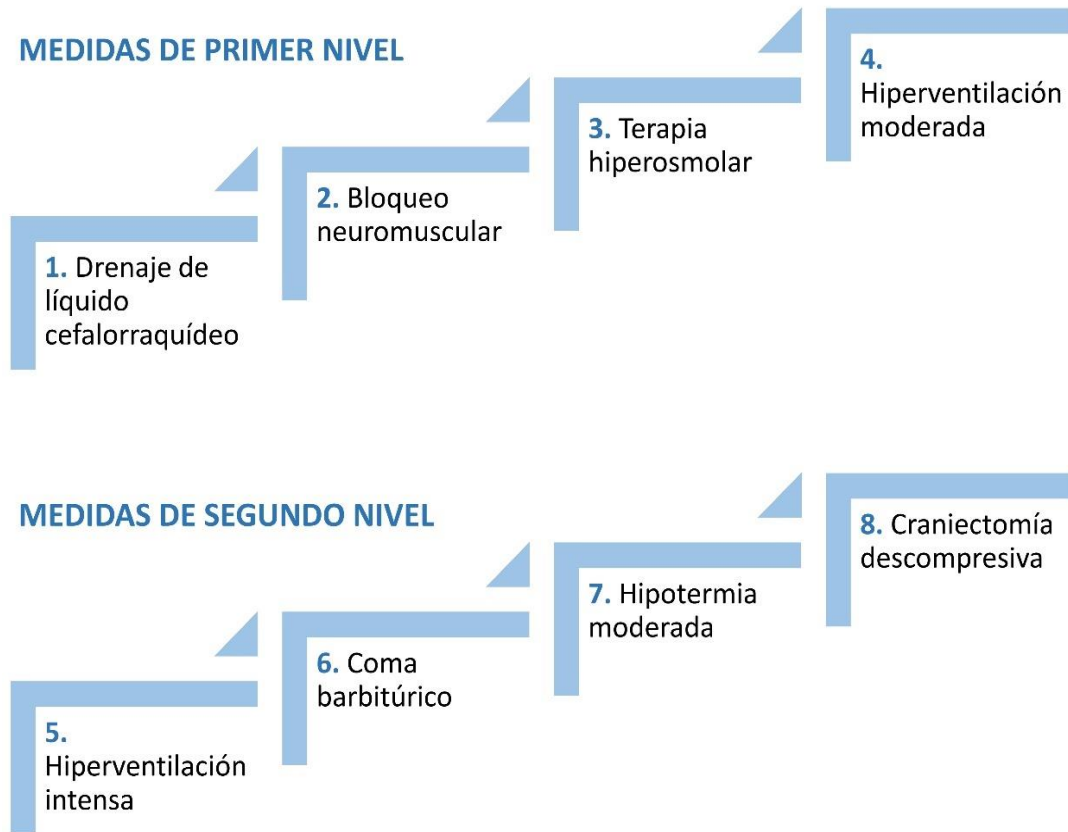 MEDIDAS DE PRIMER NIVEL
1. Drenaje de
líquido
cefalorraquídeo
2. Bloqueo
neuromuscular
3. Terapia
hiperosmolar
4.
Hiperventilación
moderada
MEDIDAS DE SEGUNDO NIVEL
5.
Hiperventilación
intensa
6. Coma
barbitúrico
7. Hipotermia
moderada
8. Craniectomía
descompresiva